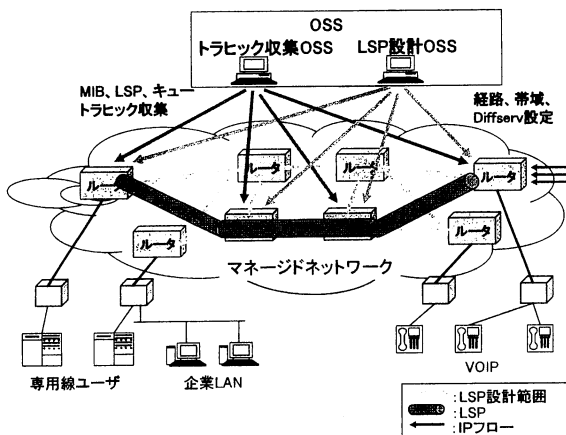 OSS
トラヒック収集OSS
LSP設計OSS
MIB、LSP、キュー
トラヒック収集
経路、帯域、
Diffserv設定
ルータ
ルータ
ルータ
ルータ
ルータ
ルータ
マネージドネットワーク
専用線ユーザ
企業LAN
VOIP
:LSP設計範囲
:LSP
:IPフロー